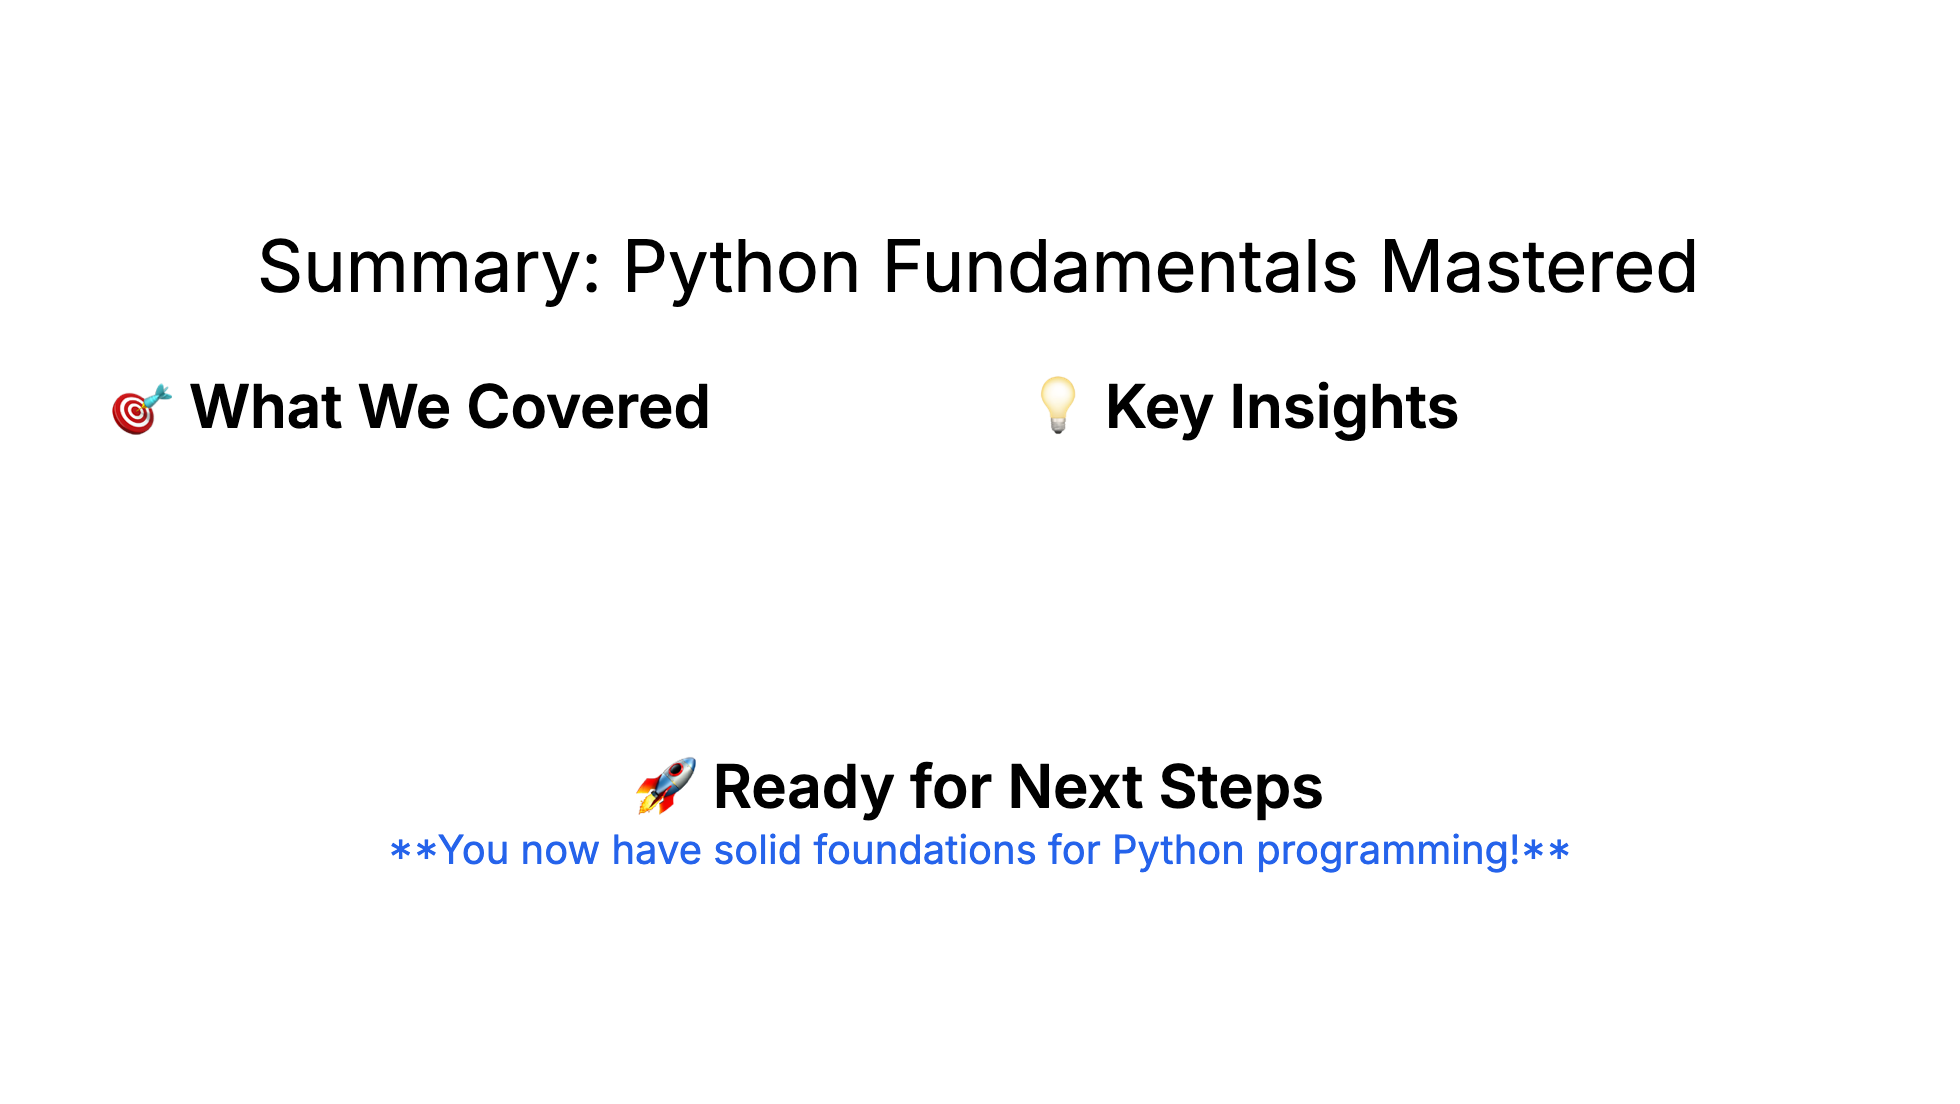 Summary: Python Fundamentals Mastered
🎯 What We Covered
💡 Key Insights
🚀 Ready for Next Steps
**You now have solid foundations for Python programming!**